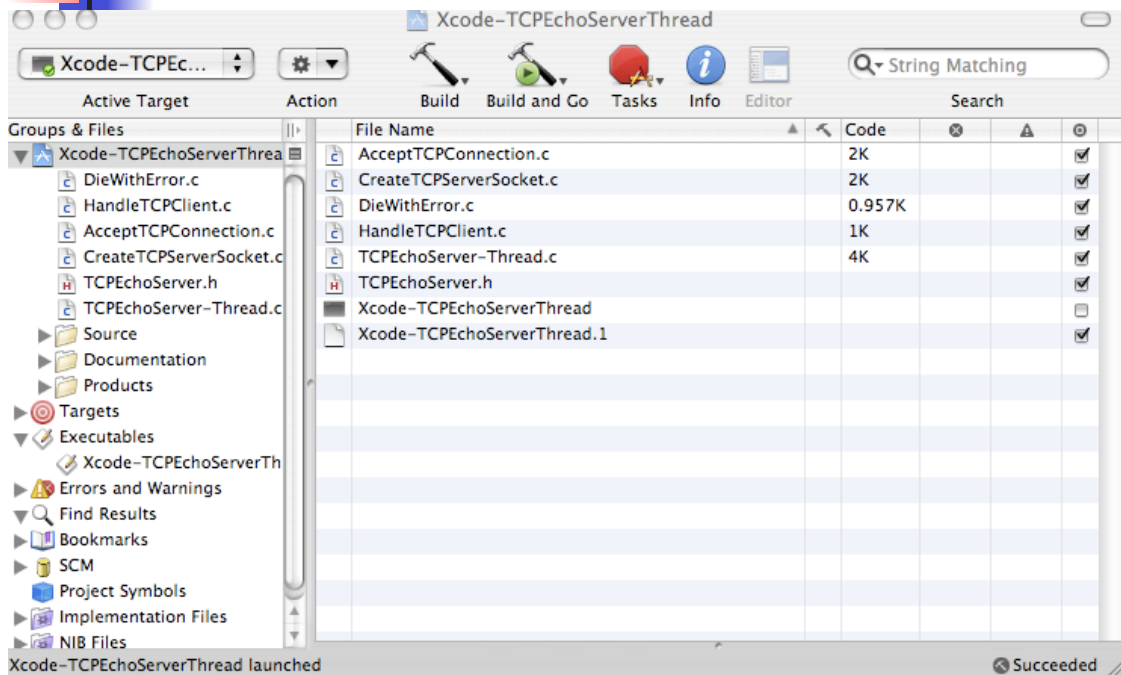 Xcode-TCPEchoServerThread
Xcode-TCPEc...
String Matching
Active Target
Action
Build
Build and Go
Tasks
Info
Editor
Search
Groups & Files
Xcode-TCPEchoServerThrea
DieWithError.c
HandleTCPClient.c
AcceptTCPConnection.c
CreateTCPServerSocket.c
TCPEchoServer.h
TCPEchoServer-Thread.c
Source
Documentation
Products
Targets
Executables
Xcode-TCPEchoServerTh
Errors and Warnings
Find Results
Bookmarks
SCM
Project Symbols
Implementation Files
NIB Files
File Name Code
AcceptTCPConnection.c 2K
CreateTCPServerSocket.c 2K
DieWithError.c 0.957K
HandleTCPClient.c 1K
TCPEchoServer-Thread.c 4K
TCPEchoServer.h
Xcode-TCPEchoServerThread
Xcode-TCPEchoServerThread.1
Xcode-TCPEchoServerThread launched
Succeeded